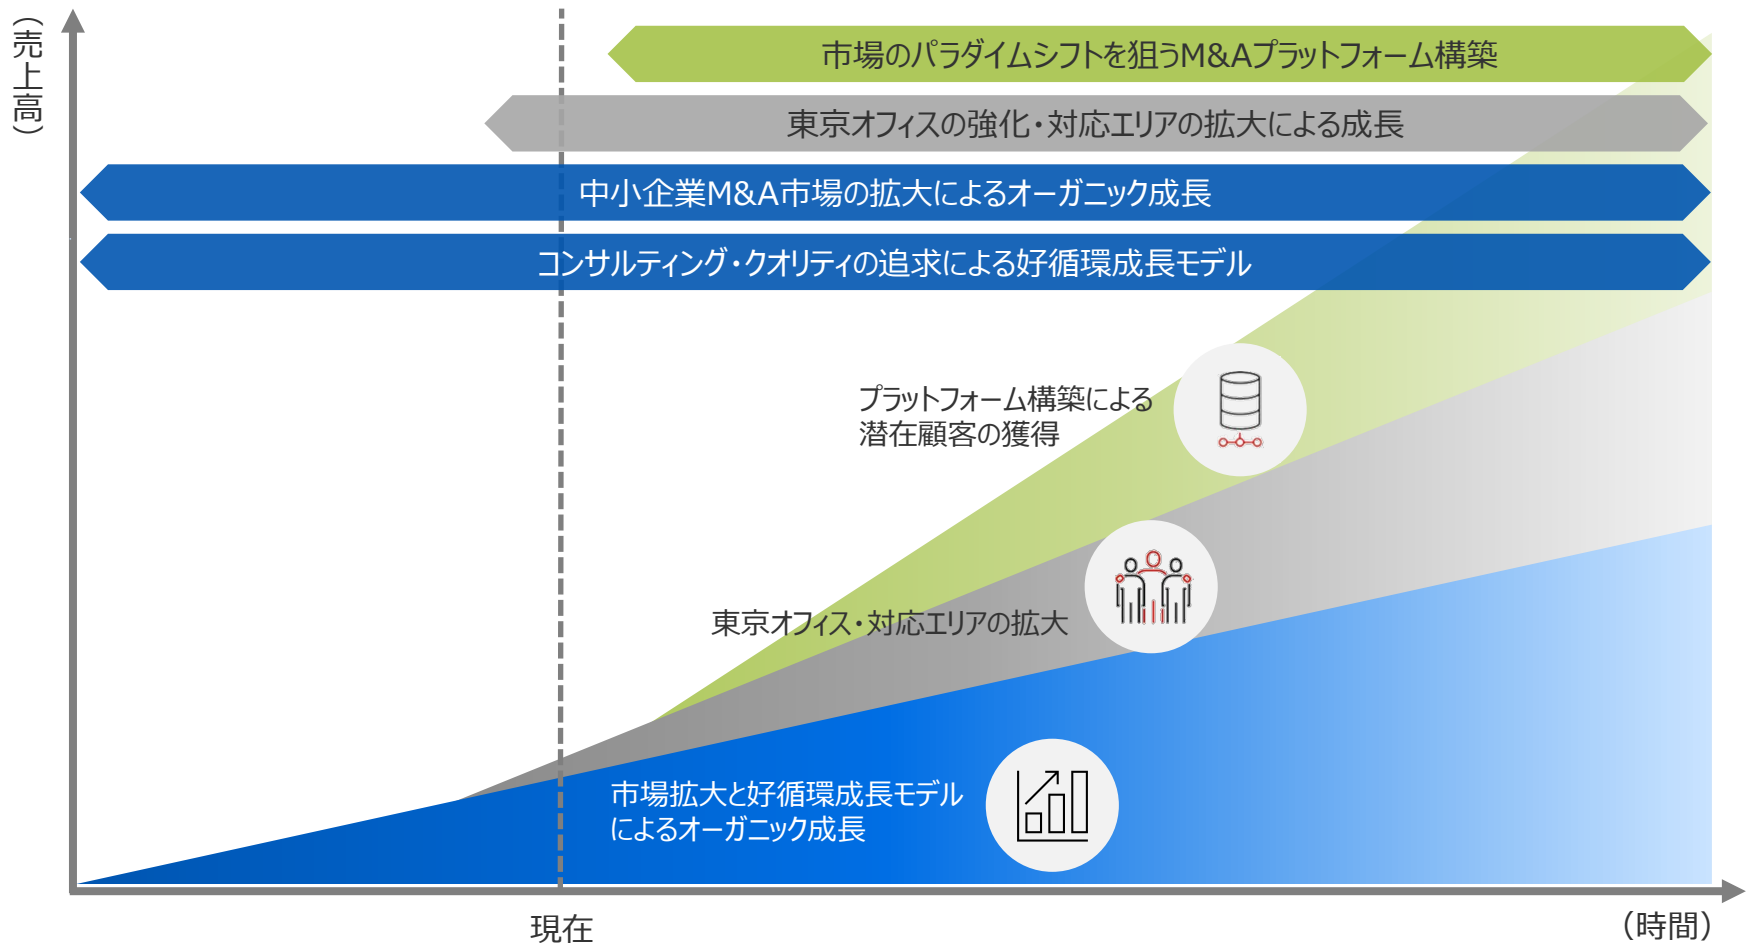 （売上高）
市場のパラダイムシフトを狙うM&Aプラットフォーム構築
東京オフィスの強化・対応エリアの拡大による成長
中小企業M&A市場の拡大によるオーガニック成長
コンサルティング・クオリティの追求による好循環成長モデル
プラットフォーム構築による
潜在顧客の獲得
東京オフィス・対応エリアの拡大
市場拡大と好循環成長モデル
によるオーガニック成長
現在
（時間）